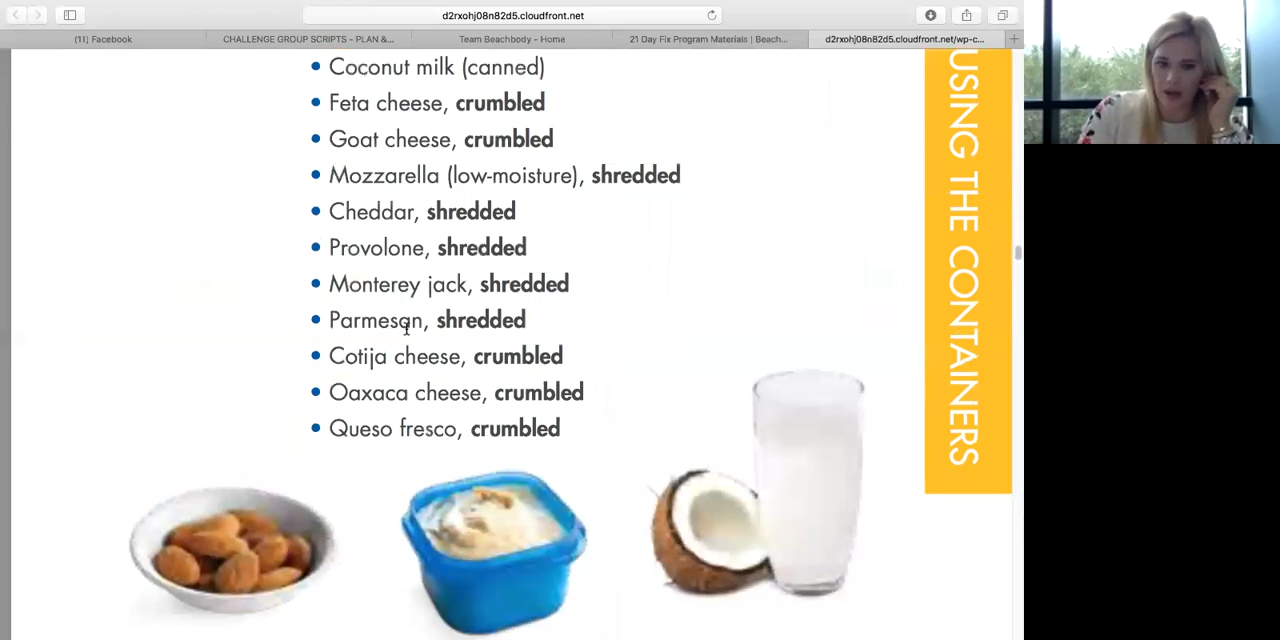 d2rxohj08n82d5.cloudfront.net
(11) Facebook
CHALLENGE GROUP SCRIPTS - PLAN &...
Team Beachbody - Home
21 Day Fix Program Materials | Beach...
d2rxohj08n82d5.cloudfront.net/wp-c...
• Coconut milk (canned)
• Feta cheese, crumbled
• Goat cheese, crumbled
• Mozzarella (low-moisture), shredded
• Cheddar, shredded
• Provolone, shredded
• Monterey jack, shredded
• Parmesan, shredded
• Cotija cheese, crumbled
• Oaxaca cheese, crumbled
• Queso fresco, crumbled
USING THE CONTAINERS